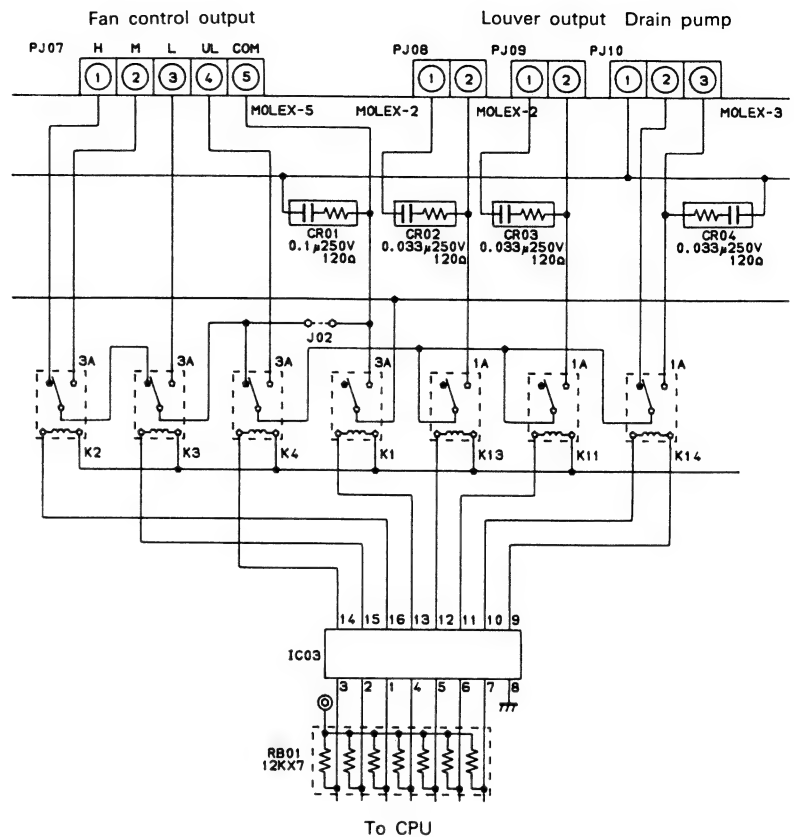 Fan control output
Louver output Drain pump
PJ07 H M L UL COM
PJ08 PJ09 PJ10
1 2 3 4 5
1 2
1 2
1 2 3
MOLEX-5 MOLEX-2 MOLEX-2 MOLEX-3
CR01
0.1μ250V
120Ω
CR02
0.033μ250V
120Ω
CR03
0.033μ250V
120Ω
CR04
0.033μ250V
120Ω
J02
3A 3A 3A 3A 1A 1A 1A
K2 K3 K4 K1 K13 K11 K14
14 15 16 13 12 11 10 9
IC03
3 2 1 4 5 6 7 8
RB01
12KX7
To CPU